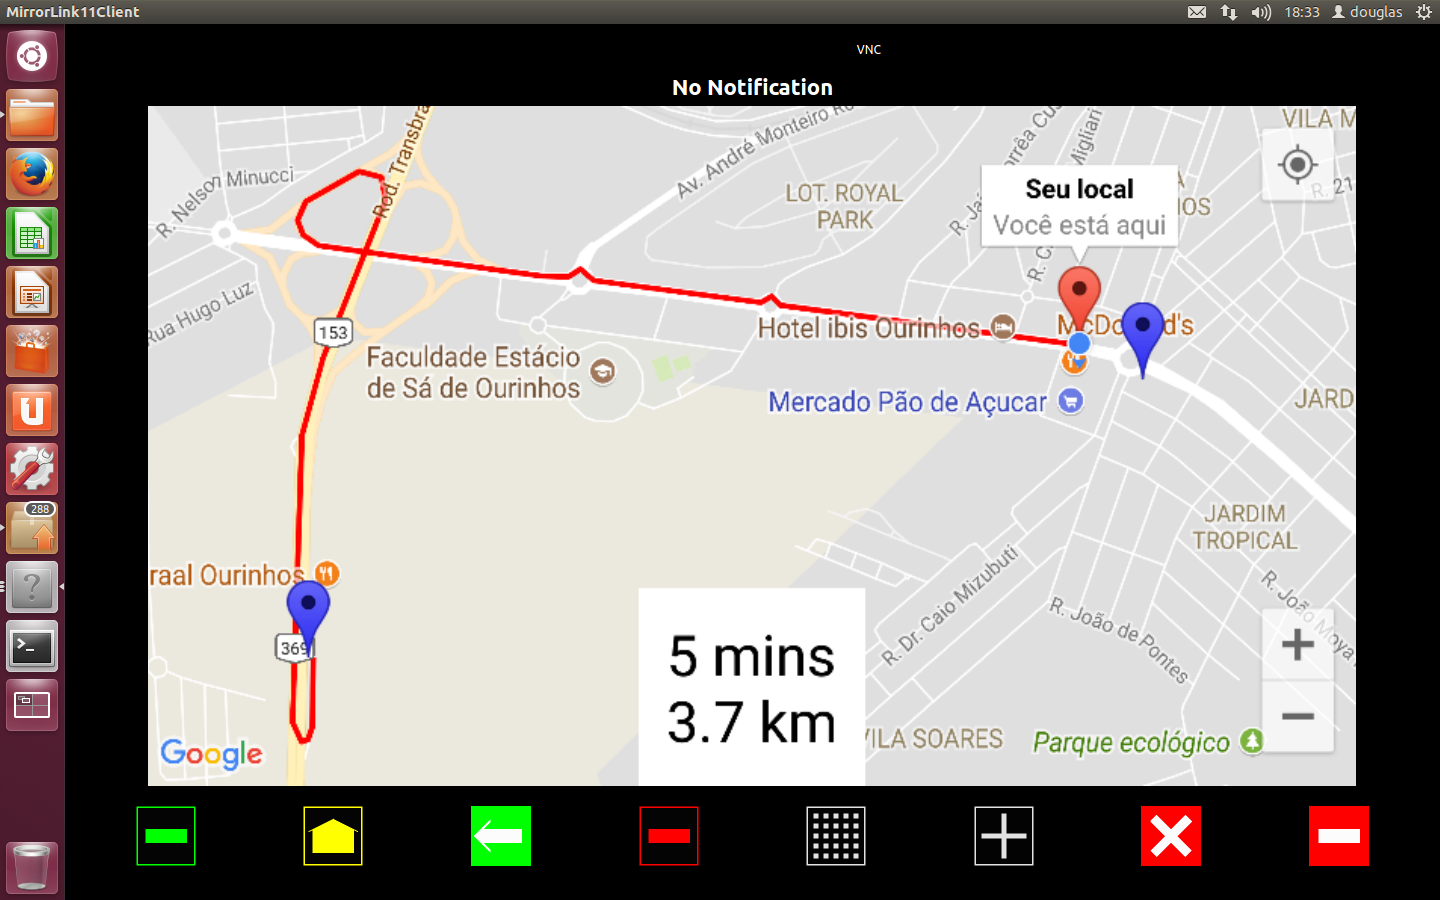 MirrorLink11Client
18:33
douglas
VNC
No Notification
VILA M
Av. André Monteiro
Rod. Transbra
Migliari
R. Nelson Minucci
LOT. ROYAL
PARK
Seu local
Você está aqui
R. 21
Rua Hugo Luz
153
Hotel ibis Ourinhos
McDonald's
Faculdade Estácio
de Sá de Ourinhos
Mercado Pão de Açucar
JARD
JARDIM
TROPICAL
288
raal Ourinhos
369
R. Dr. Caio Mizubuti
R. João de Pontes
R. João Moya
5 mins
3.7 km
VILA SOARES
Parque ecológico
Google